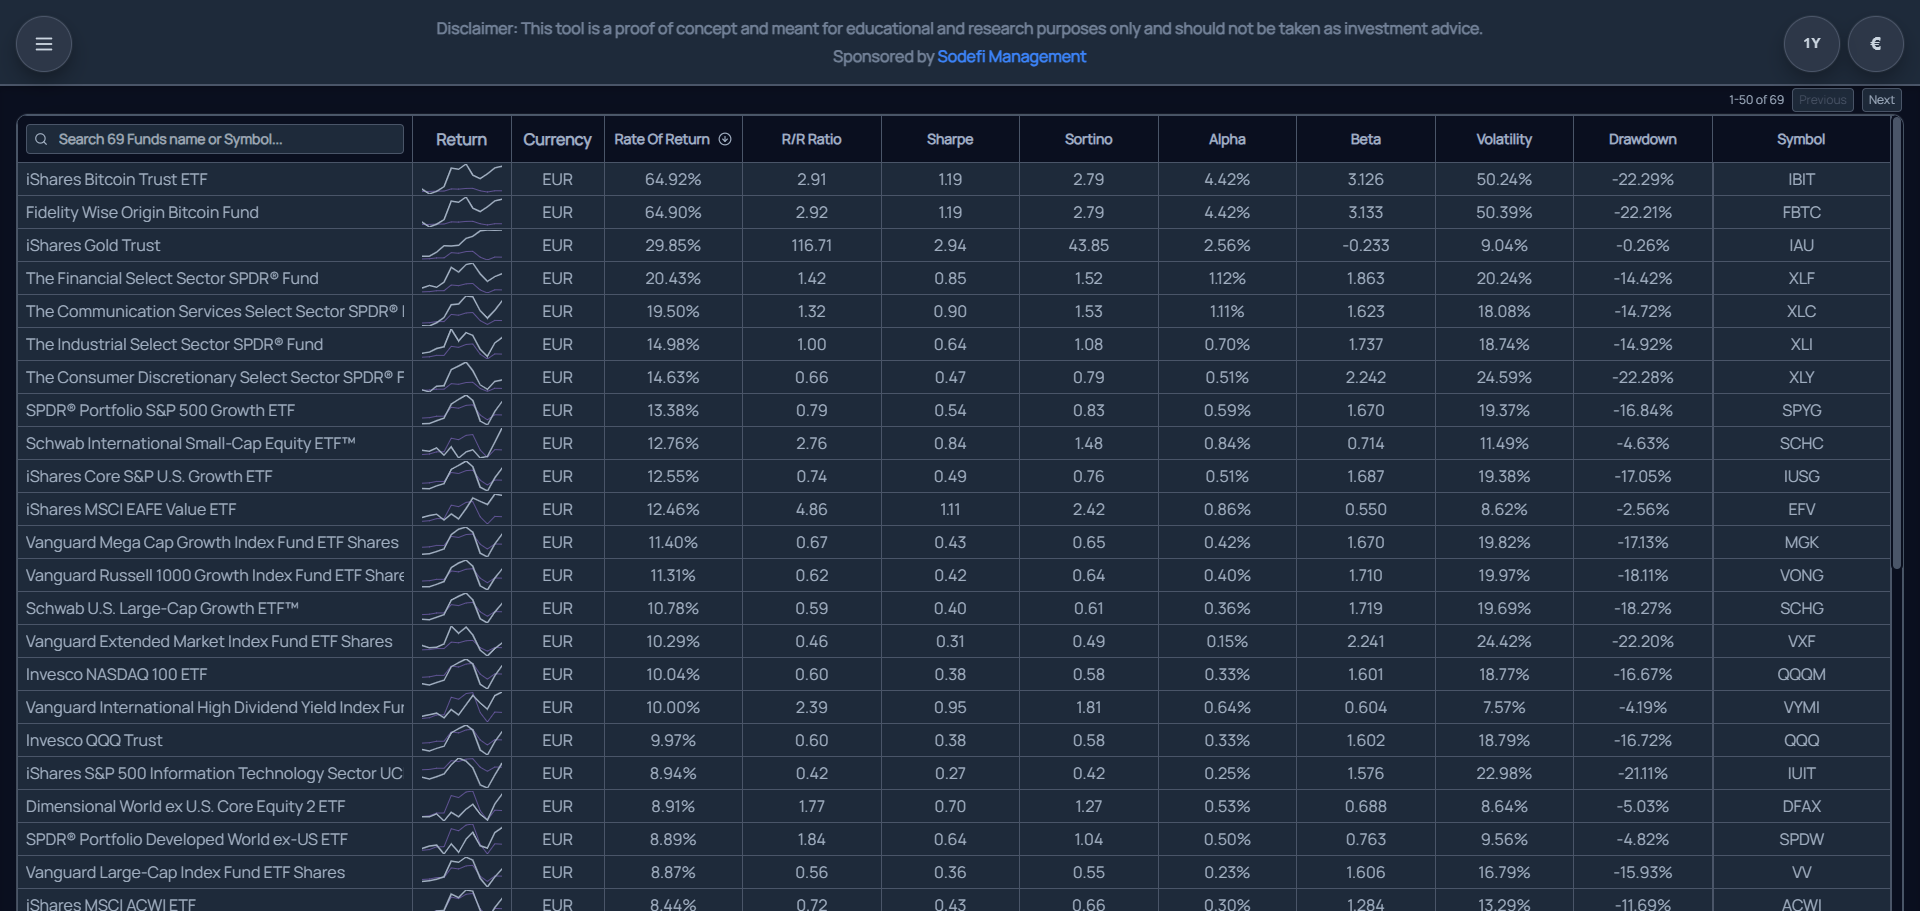 Disclaimer: This tool is a proof of concept and meant for educational and research purposes only and should not be taken as investment advice.
Sponsored by Sodefi Management
1Y €
1-50 of 69 Previous Next
Search 69 Funds name or Symbol... Return Currency Rate Of Return R/R Ratio Sharpe Sortino Alpha Beta Volatility Drawdown Symbol
iShares Bitcoin Trust ETF EUR 64.92% 2.91 1.19 2.79 4.42% 3.126 50.24% -22.29% IBIT
Fidelity Wise Origin Bitcoin Fund EUR 64.90% 2.92 1.19 2.79 4.42% 3.133 50.39% -22.21% FBTC
iShares Gold Trust EUR 29.85% 116.71 2.94 43.85 2.56% -0.233 9.04% -0.26% IAU
The Financial Select Sector SPDR® Fund EUR 20.43% 1.42 0.85 1.52 1.12% 1.863 20.24% -14.42% XLF
The Communication Services Select Sector SPDR® EUR 19.50% 1.32 0.90 1.53 1.11% 1.623 18.08% -14.72% XLC
The Industrial Select Sector SPDR® Fund EUR 14.98% 1.00 0.64 1.08 0.70% 1.737 18.74% -14.92% XLI
The Consumer Discretionary Select Sector SPDR® F EUR 14.63% 0.66 0.47 0.79 0.51% 2.242 24.59% -22.28% XLY
SPDR® Portfolio S&P 500 Growth ETF EUR 13.38% 0.79 0.54 0.83 0.59% 1.670 19.37% -16.84% SPYG
Schwab International Small-Cap Equity ETF™ EUR 12.76% 2.76 0.84 1.48 0.84% 0.714 11.49% -4.63% SCHC
iShares Core S&P U.S. Growth ETF EUR 12.55% 0.74 0.49 0.76 0.51% 1.687 19.38% -17.05% IUSG
iShares MSCI EAFE Value ETF EUR 12.46% 4.86 1.11 2.42 0.86% 0.550 8.62% -2.56% EFV
Vanguard Mega Cap Growth Index Fund ETF Shares EUR 11.40% 0.67 0.43 0.65 0.42% 1.670 19.82% -17.13% MGK
Vanguard Russell 1000 Growth Index Fund ETF Share EUR 11.31% 0.62 0.42 0.64 0.40% 1.710 19.97% -18.11% VONG
Schwab U.S. Large-Cap Growth ETF™ EUR 10.78% 0.59 0.40 0.61 0.36% 1.719 19.69% -18.27% SCHG
Vanguard Extended Market Index Fund ETF Shares EUR 10.29% 0.46 0.31 0.49 0.15% 2.241 24.42% -22.20% VXF
Invesco NASDAQ 100 ETF EUR 10.04% 0.60 0.38 0.58 0.33% 1.601 18.77% -16.67% QQQM
Vanguard International High Dividend Yield Index Fur EUR 10.00% 2.39 0.95 1.81 0.64% 0.604 7.57% -4.19% VYMI
Invesco QQQ Trust EUR 9.97% 0.60 0.38 0.58 0.33% 1.602 18.79% -16.72% QQQ
iShares S&P 500 Information Technology Sector UC EUR 8.94% 0.42 0.27 0.42 0.25% 1.576 22.98% -21.11% IUIT
Dimensional World ex U.S. Core Equity 2 ETF EUR 8.91% 1.77 0.70 1.27 0.53% 0.688 8.64% -5.03% DFAX
SPDR® Portfolio Developed World ex-US ETF EUR 8.89% 1.84 0.64 1.04 0.50% 0.763 9.56% -4.82% SPDW
Vanguard Large-Cap Index Fund ETF Shares EUR 8.87% 0.56 0.36 0.55 0.23% 1.606 16.79% -15.93% VV
iShares MSCI ACWI ETF EUR 8.44% 0.72 0.43 0.66 0.30% 1.284 13.29% -11.69% ACWI